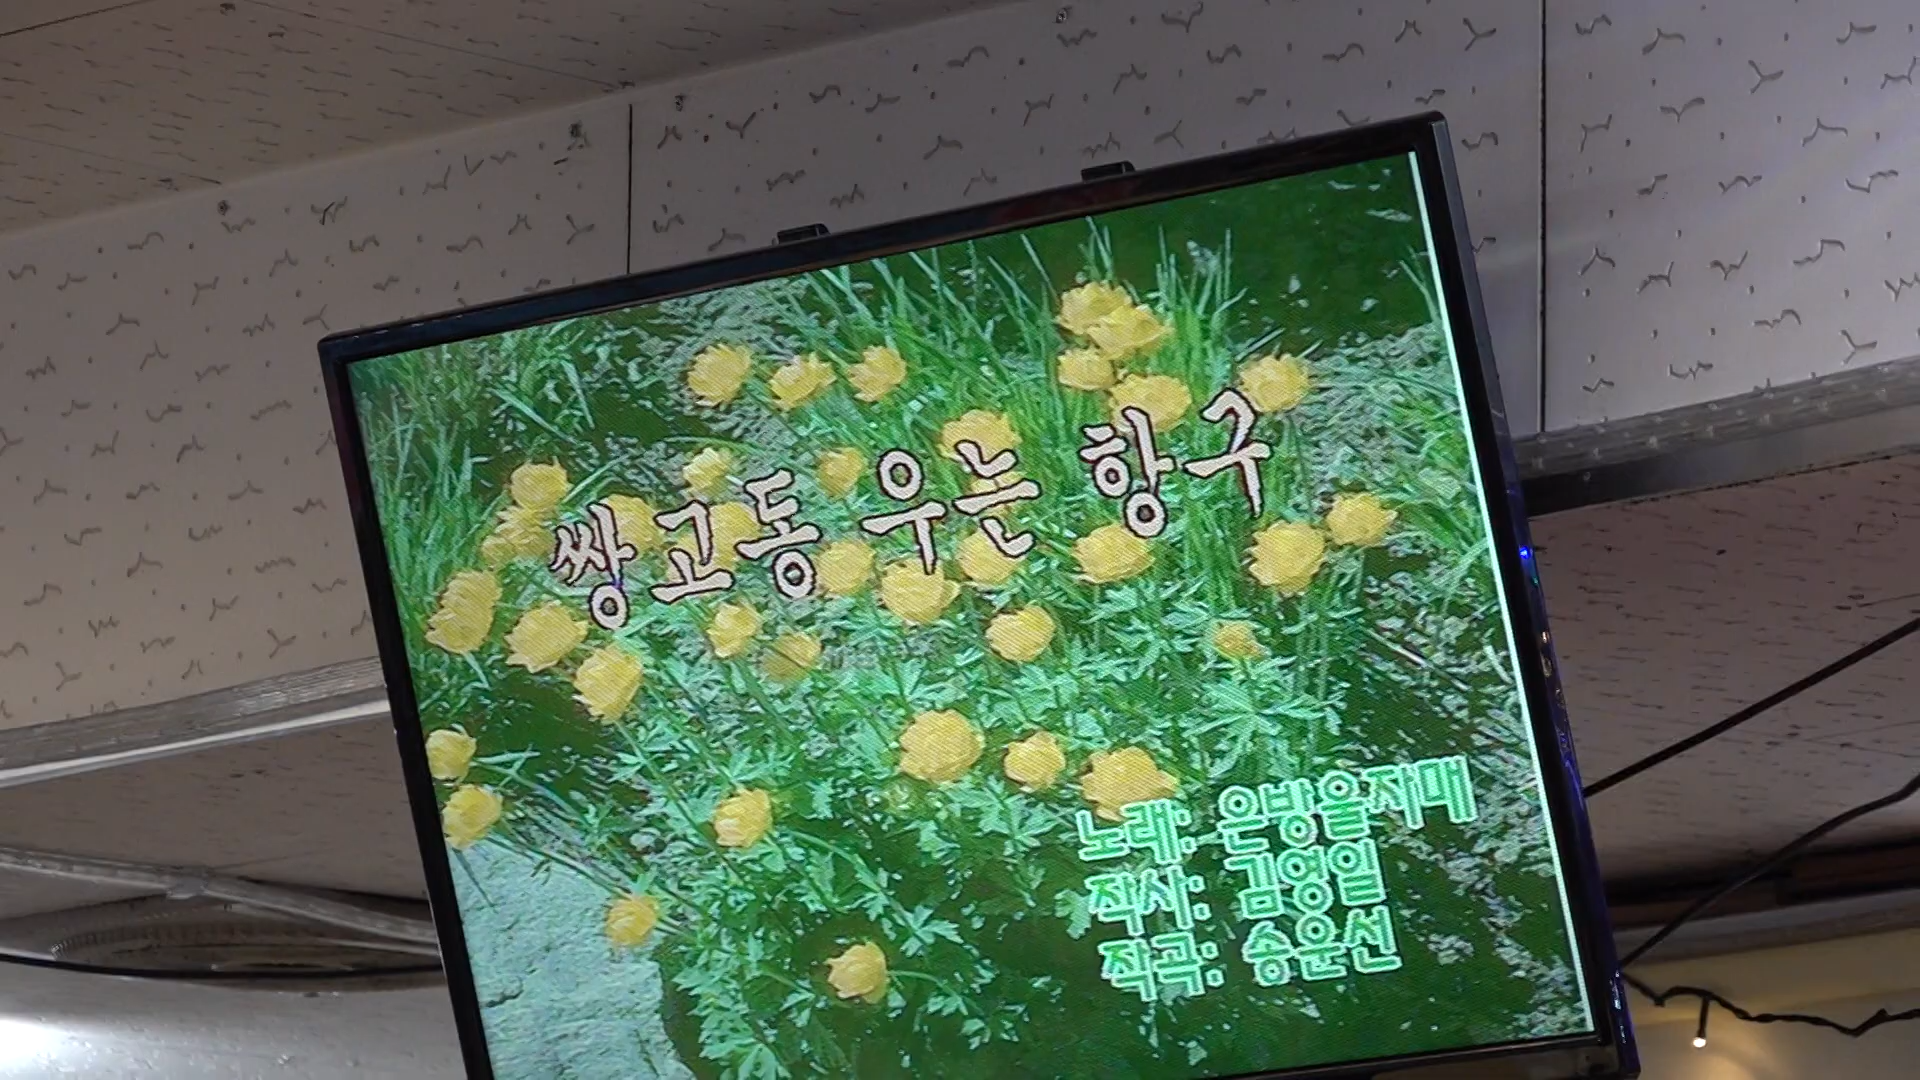 쌍고동 우는 항구
노래: 은방울자매
작사: 김영일
작곡: 송운선